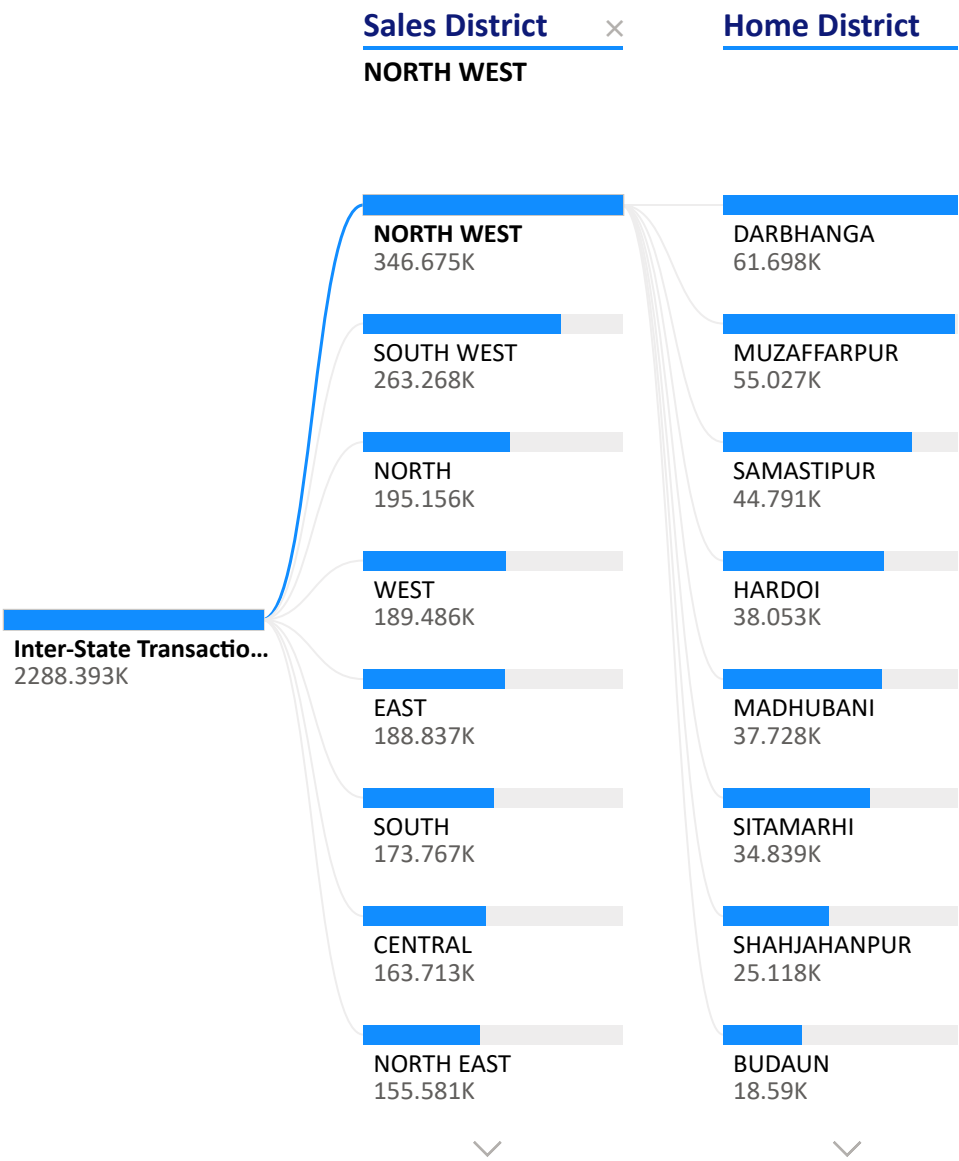 Sales District ×
NORTH WEST
Home District
Inter-State Transactio...
2288.393K
NORTH WEST
346.675K
SOUTH WEST
263.268K
NORTH
195.156K
WEST
189.486K
EAST
188.837K
SOUTH
173.767K
CENTRAL
163.713K
NORTH EAST
155.581K
DARBHANGA
61.698K
MUZAFFARPUR
55.027K
SAMASTIPUR
44.791K
HARDOI
38.053K
MADHUBANI
37.728K
SITAMARHI
34.839K
SHAHJAHANPUR
25.118K
BUDAUN
18.59K